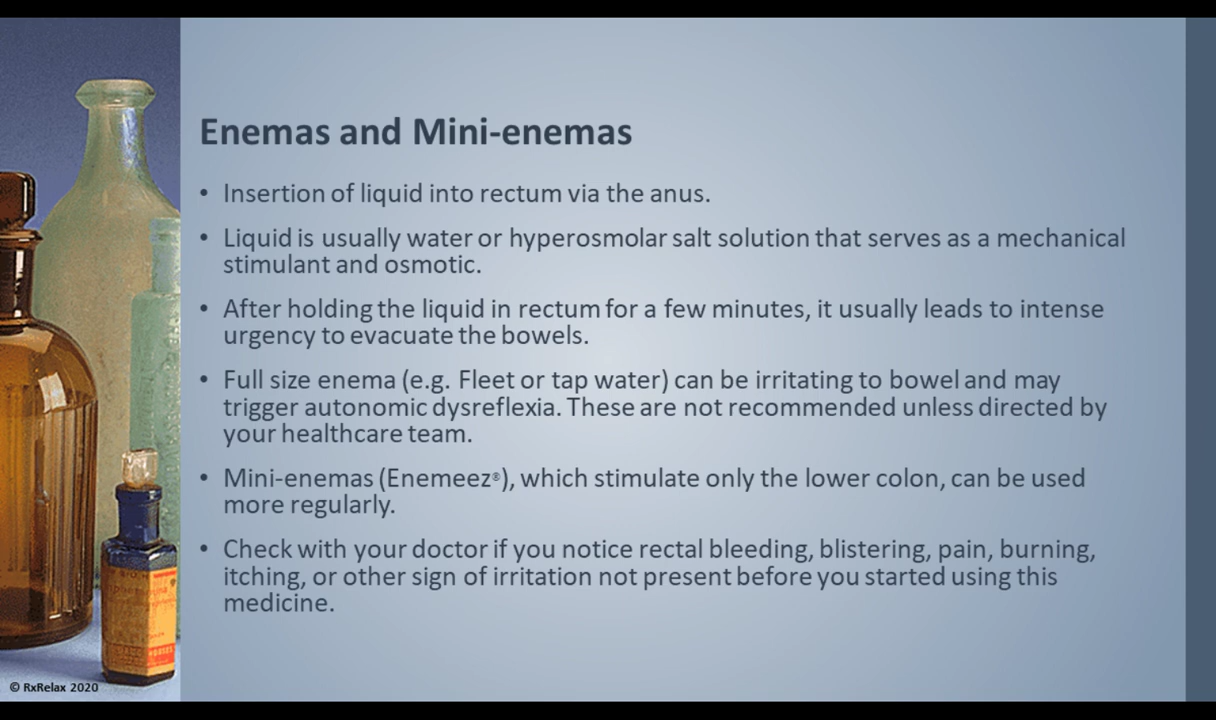 Enemas and Mini-enemas
• Insertion of liquid into rectum via the anus.
• Liquid is usually water or hyperosmolar salt solution that serves as a mechanical
stimulant and osmotic.
• After holding the liquid in rectum for a few minutes, it usually leads to intense
urgency to evacuate the bowels.
• Full size enema (e.g. Fleet or tap water) can be irritating to bowel and may
trigger autonomic dysreflexia. These are not recommended unless directed by
your healthcare team.
• Mini-enemas (Enemeez®), which stimulate only the lower colon, can be used
more regularly.
• Check with your doctor if you notice rectal bleeding, blistering, pain, burning,
itching, or other sign of irritation not present before you started using this
medicine.
© RxRelax 2020